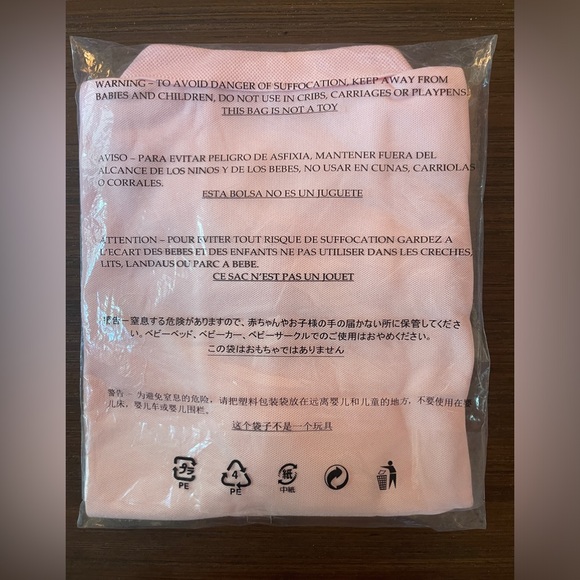 WARNING – TO AVOID DANGER OF SUFFOCATION, KEEP AWAY FROM
BABIES AND CHILDREN, DO NOT USE IN CRIBS, CARRIAGES OR PLAYPENS.
THIS BAG IS NOT A TOY
AVISO – PARA EVITAR PELIGRO DE ASFIXIA, MANTENER FUERA DEL
ALCANCE DE LOS NINOS Y DE LOS BEBES, NO USAR EN CUNAS, CARRIOLAS
O CORRALES.
ESTA BOLSA NO ES UN JUGUETE
ATTENTION – POUR EVITER TOUT RISQUE DE SUFFOCATION GARDEZ A
L'ECART DES BEBES ET DES ENFANTS NE PAS UTILISER DANS LES CRECHES,
LITS, LANDAUS OU PARC A BEBE.
CE SAC N'EST PAS UN JOUET
警告－窒息する危険がありますので、赤ちゃんやお子様の手の届かない所に保管してくださ
い。ベビーベッド、ベビーカー、ベビーサークルでのご使用はおやめください。
この袋はおもちゃではありません
警告 – 为避免窒息的危险，请把塑料包装袋放在远离婴儿和儿童的地方，不要使用在婴
儿床，婴儿车或婴儿围栏。
这个袋子不是一个玩具
プラ 4 紙
PE PE 中紙